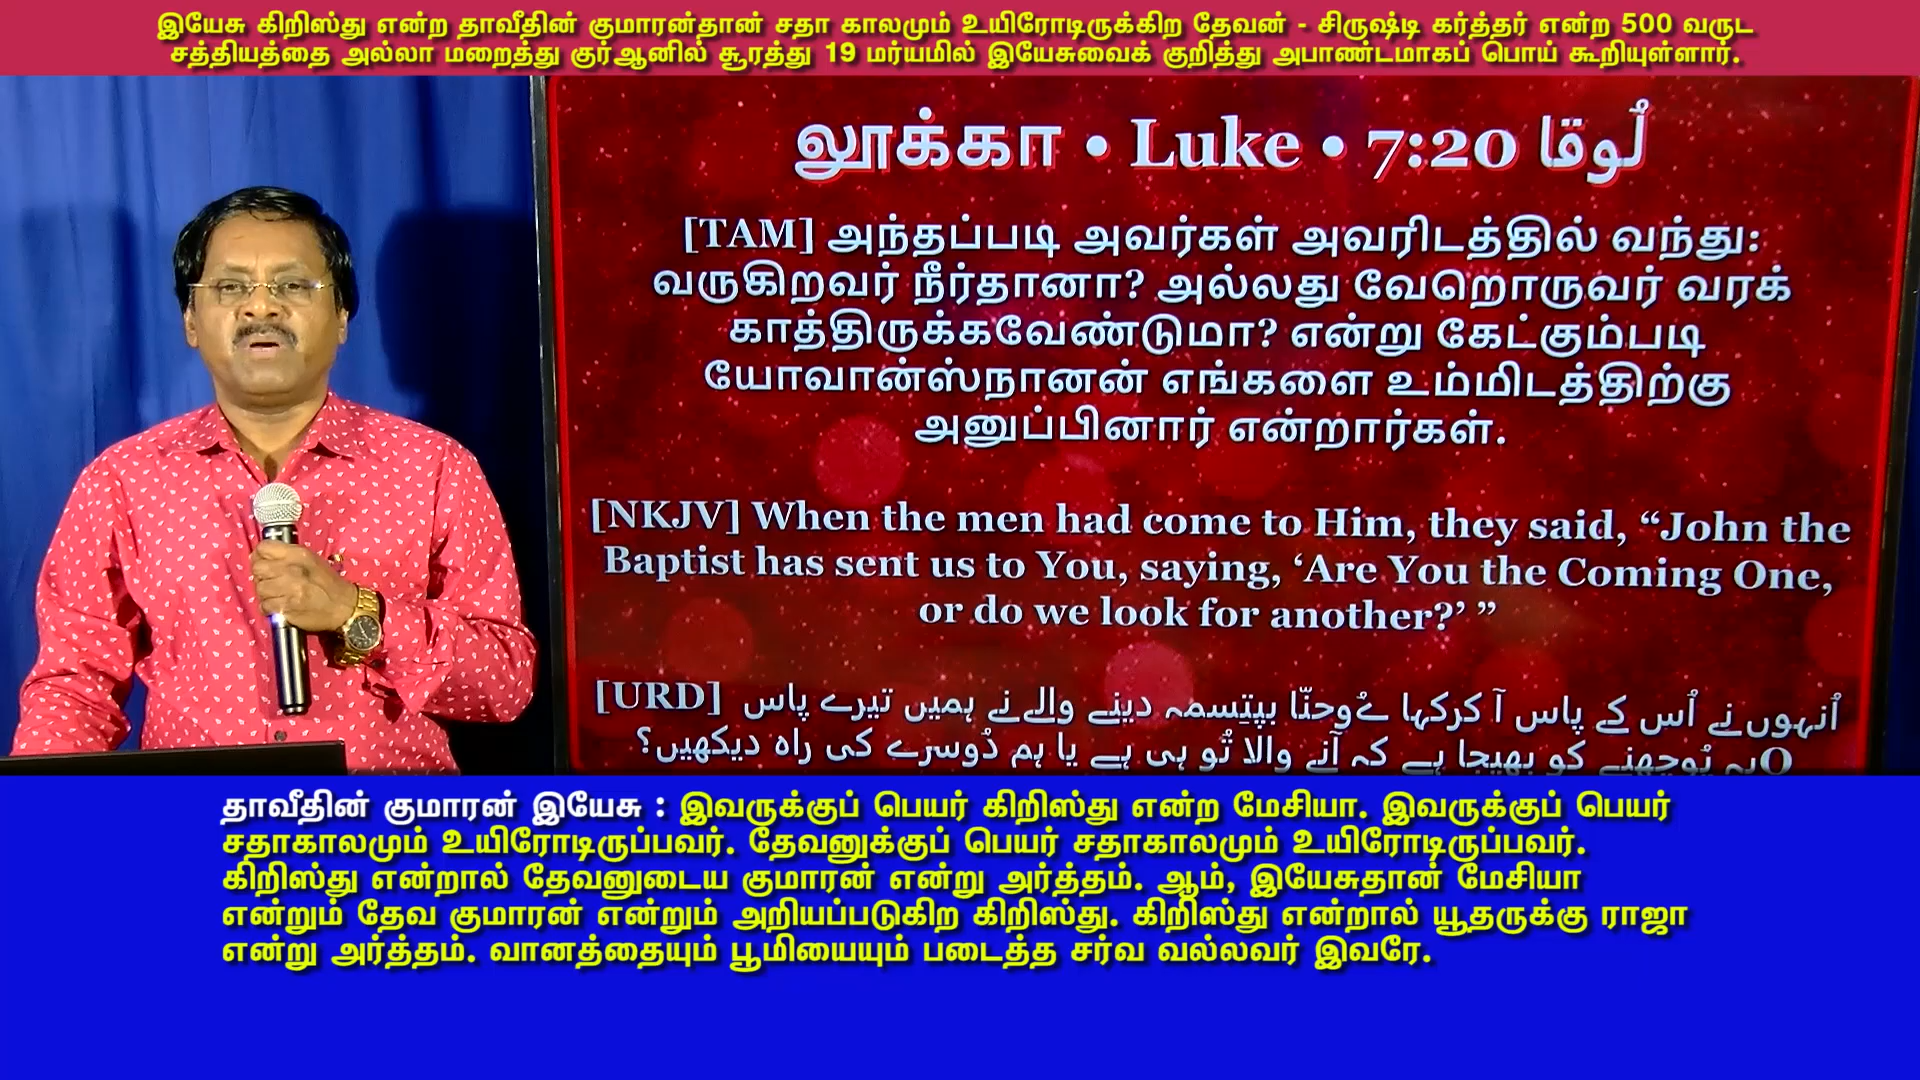 இயேசு கிறிஸ்து என்ற தாவீதின் குமாரன்தான் சதா காலமும் உயிரோடிருக்கிற தேவன் - சிருஷ்டி கர்த்தர் என்ற 500 வருட
சத்தியத்தை அல்லா மறைத்து குர்ஆனில் சூரத்து 19 மர்யமில் இயேசுவைக் குறித்து அபாண்டமாகப் பொய் கூறியுள்ளார்.
லூக்கா • Luke • 7:20 لُوقا
[TAM] அந்தப்படி அவர்கள் அவரிடத்தில் வந்து:
வருகிறவர் நீர்தானா? அல்லது வேறொருவர் வரக்
காத்திருக்கவேண்டுமா? என்று கேட்கும்படி
யோவான்ஸ்நானன் எங்களை உம்மிடத்திற்கு
அனுப்பினார் என்றார்கள்.
[NKJV] When the men had come to Him, they said, “John the
Baptist has sent us to You, saying, ‘Are You the Coming One,
or do we look for another?’ ”
[URD] اُنہوں نے اُس کے پاس آ کر کہا ےُوحنّا بپتِسمہ دینے والے نے ہمیں تیرے پاس
یہ پُوچھنے کو بھیجا ہے کہ آنے والا تُو ہی ہے یا ہم دُوسرے کی راہ دیکھیں؟
தாவீதின் குமாரன் இயேசு : இவருக்குப் பெயர் கிறிஸ்து என்ற மேசியா. இவருக்குப் பெயர்
சதாகாலமும் உயிரோடிருப்பவர். தேவனுக்குப் பெயர் சதாகாலமும் உயிரோடிருப்பவர்.
கிறிஸ்து என்றால் தேவனுடைய குமாரன் என்று அர்த்தம். ஆம், இயேசுதான் மேசியா
என்றும் தேவ குமாரன் என்றும் அறியப்படுகிற கிறிஸ்து. கிறிஸ்து என்றால் யூதருக்கு ராஜா
என்று அர்த்தம். வானத்தையும் பூமியையும் படைத்த சர்வ வல்லவர் இவரே.